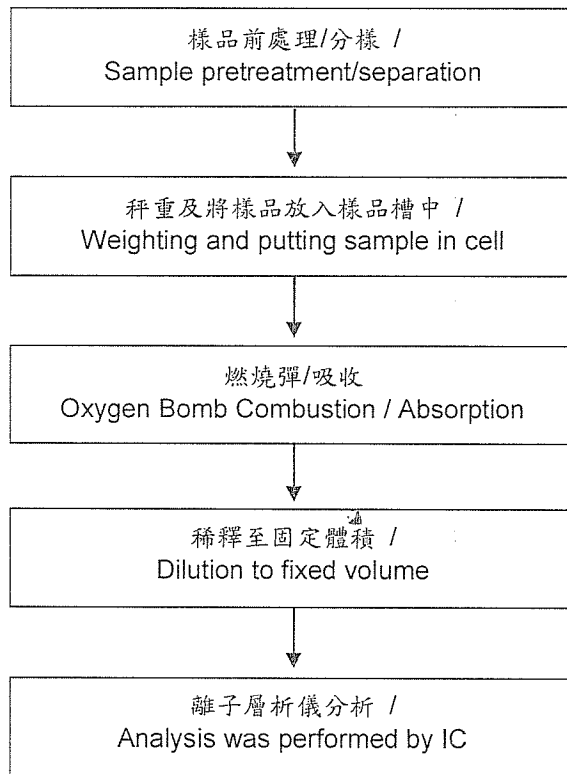 樣品前處理/分樣 /
Sample pretreatment/separation
秤重及將樣品放入樣品槽中 /
Weighting and putting sample in cell
燃燒彈/吸收
Oxygen Bomb Combustion / Absorption
稀釋至固定體積 /
Dilution to fixed volume
離子層析儀分析 /
Analysis was performed by IC